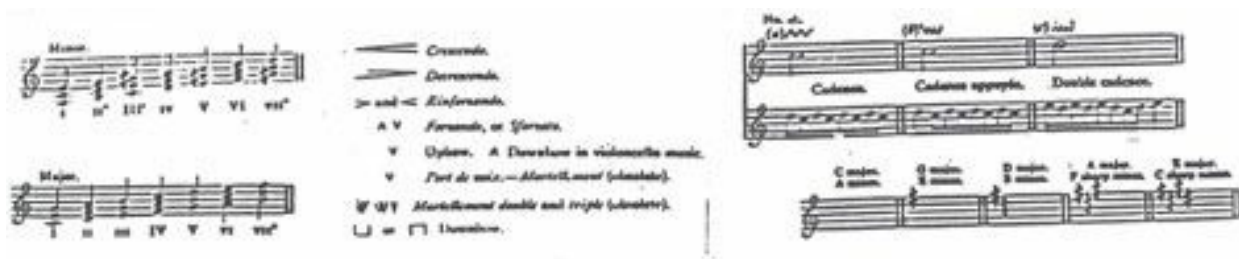 Minor.
i ii° III+ iv V VI vii°
Major.
I ii iii IV V vi vii°
Crescendo.
Decrescendo.
and
Forzando, or Sforzato.
Upbow. Downbow in violoncello music.
Port de voix.—Martellement (obsolete).
Martellement double and triple (obsolete).
or Downbow.
Cadence. Cadence appuyée. Double cadence.
C major. G major. D major. A major. E major.
A minor. E minor. B minor. F sharp minor. C sharp minor.